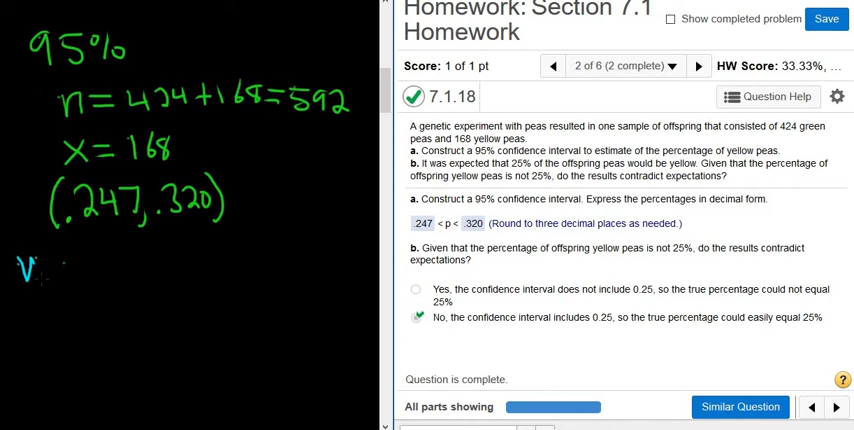 95%
n = 424 + 168 = 592
x = 168
(.247, .320)
Homework: Section 7.1
Homework
Show completed problem
Save
Score: 1 of 1 pt
2 of 6 (2 complete)
HW Score: 33.33%, ...
7.1.18
Question Help
A genetic experiment with peas resulted in one sample of offspring that consisted of 424 green
peas and 168 yellow peas.
a. Construct a 95% confidence interval to estimate of the percentage of yellow peas.
b. It was expected that 25% of the offspring peas would be yellow. Given that the percentage of
offspring yellow peas is not 25%, do the results contradict expectations?
a. Construct a 95% confidence interval. Express the percentages in decimal form.
.247 < p < .320 (Round to three decimal places as needed.)
b. Given that the percentage of offspring yellow peas is not 25%, do the results contradict
expectations?
Yes, the confidence interval does not include 0.25, so the true percentage could not equal
25%
No, the confidence interval includes 0.25, so the true percentage could easily equal 25%
Question is complete.
?
All parts showing
Similar Question